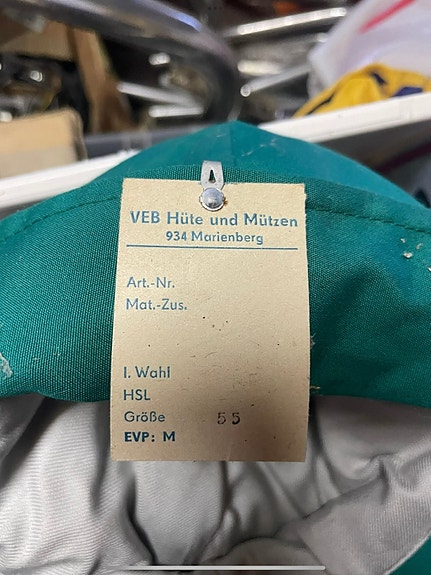 VEB Hüte und Mützen
934 Marienberg
Art.-Nr.
Mat.-Zus.
I. Wahl
HSL
Größe 55
EVP: M